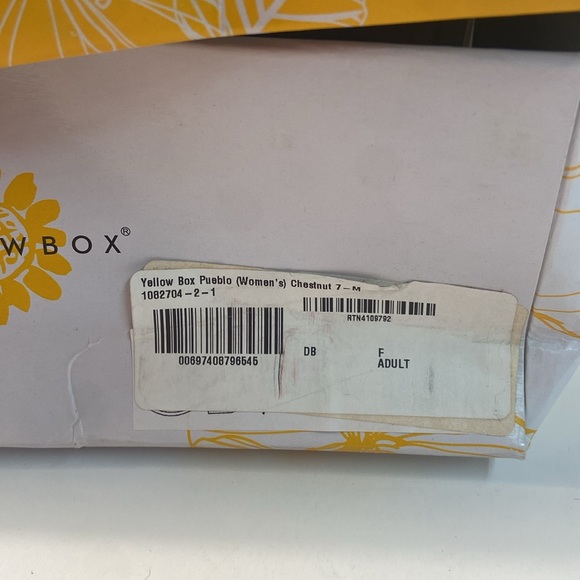 WBOX®
Yellow Box Pueblo (Women's) Chestnut 7-M
1082704-2-1
RTN4109792
00697408796545
DB
F
ADULT